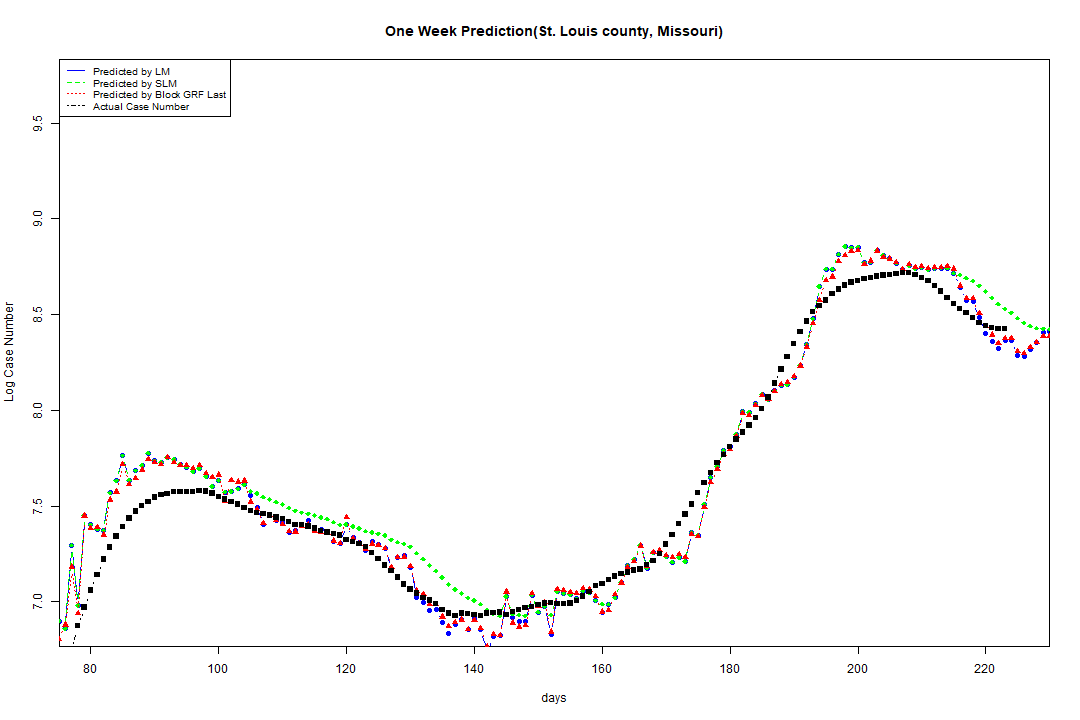 One Week Prediction(St. Louis county, Missouri)
Predicted by LM
Predicted by SLM
Predicted by Block GRF Last
Actual Case Number
9.5
9.0
8.5
8.0
7.5
7.0
Log Case Number
80 100 120 140 160 180 200 220
days